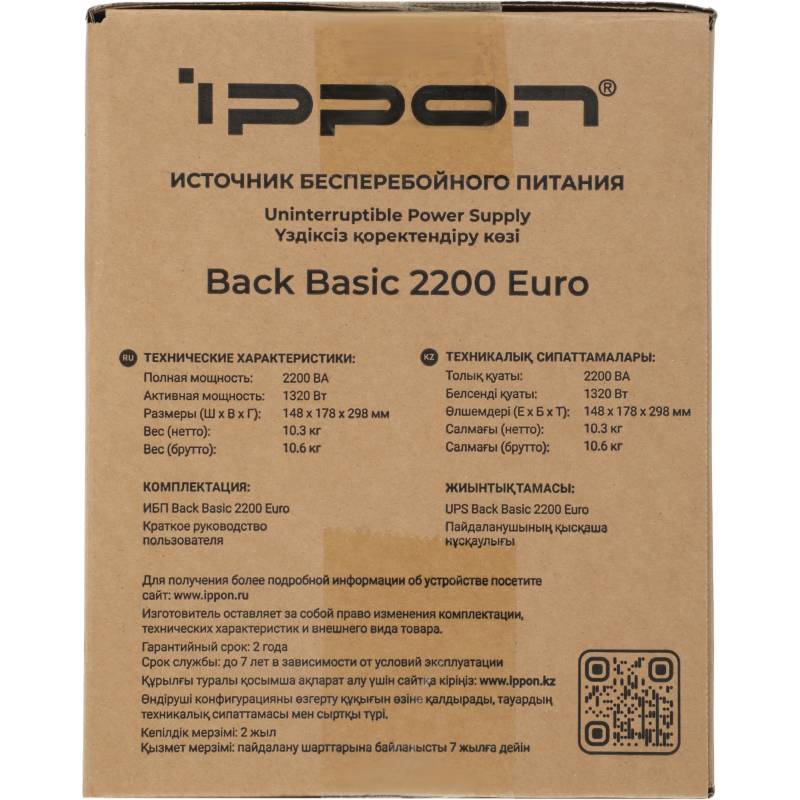 ippon®
ИСТОЧНИК БЕСПЕРЕБОЙНОГО ПИТАНИЯ
Uninterruptible Power Supply
Үздіксіз қоректендіру көзі
Back Basic 2200 Euro
RU ТЕХНИЧЕСКИЕ ХАРАКТЕРИСТИКИ:
Полная мощность: 2200 ВА
Активная мощность: 1320 Вт
Размеры (Ш х В х Г): 148 x 178 x 298 мм
Вес (нетто): 10.3 кг
Вес (брутто): 10.6 кг
КОМПЛЕКТАЦИЯ:
ИБП Back Basic 2200 Euro
Краткое руководство
пользователя
KZ ТЕХНИКАЛЫҚ СИПАТТАМАЛАРЫ:
Толық қуаты: 2200 ВА
Белсенді қуаты: 1320 Вт
Өлшемдері (Е х Б х Т): 148 x 178 x 298 мм
Салмағы (нетто): 10.3 кг
Салмағы (брутто): 10.6 кг
ЖИЫНТЫҚТАМАСЫ:
UPS Back Basic 2200 Euro
Пайдаланушының қысқаша
нұсқаулығы
Для получения более подробной информации об устройстве посетите
сайт: www.ippon.ru
Изготовитель оставляет за собой право изменения комплектации,
технических характеристик и внешнего вида товара.
Гарантийный срок: 2 года
Срок службы: до 7 лет в зависимости от условий эксплуатации
Құрылғы туралы қосымша ақпарат алу үшін сайтқа кіріңіз: www.ippon.kz
Өндіруші конфигурацияны өзгерту құқығын өзіне қалдырады, тауардың
техникалық сипаттамасы мен сыртқы түрі.
Кепілдік мерзімі: 2 жыл
Қызмет мерзімі: пайдалану шарттарына байланысты 7 жылға дейін